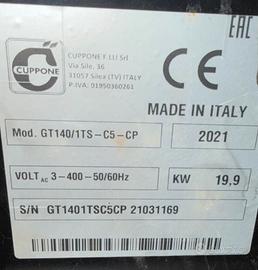 CUPPONE F.LLI Srl
Via Sile, 36
31057 Silea (TV) ITALY
P.IVA: 01950360261
CUPPONE
EAC
CE
MADE IN ITALY
Mod. GT140/1TS-C5-CP
2021
VOLT AC 3-400-50/60Hz
KW 19,9
S/N GT1401TSC5CP 21031169